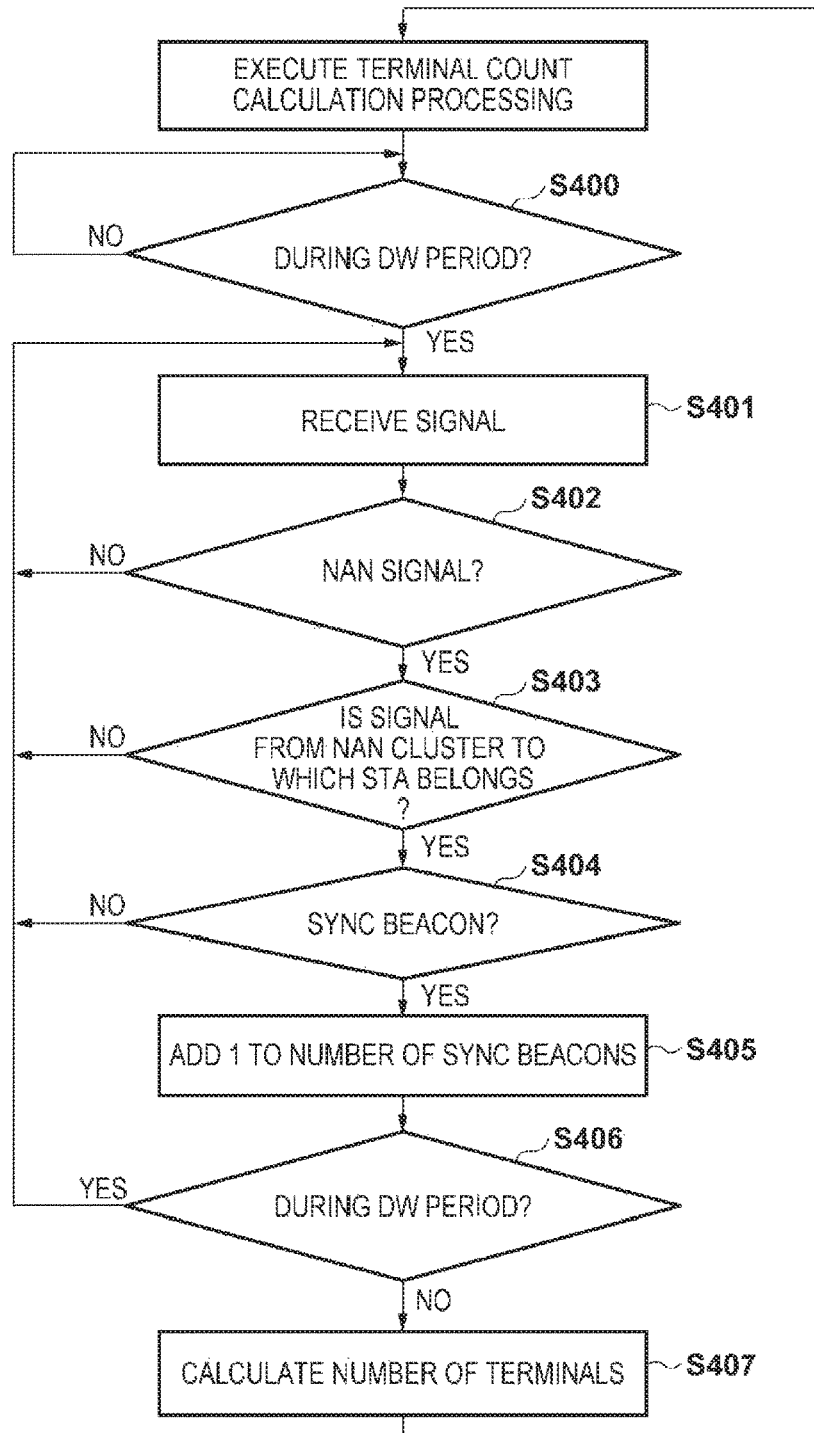 EXECUTE TERMINAL COUNT
CALCULATION PROCESSING
S400
NO
DURING DW PERIOD?
YES
RECEIVE SIGNAL
S401
S402
NO
NAN SIGNAL?
YES
S403
NO
IS SIGNAL
FROM NAN CLUSTER TO
WHICH STA BELONGS
?
YES
S404
NO
SYNC BEACON?
YES
ADD 1 TO NUMBER OF SYNC BEACONS
S405
S406
YES
DURING DW PERIOD?
NO
CALCULATE NUMBER OF TERMINALS
S407